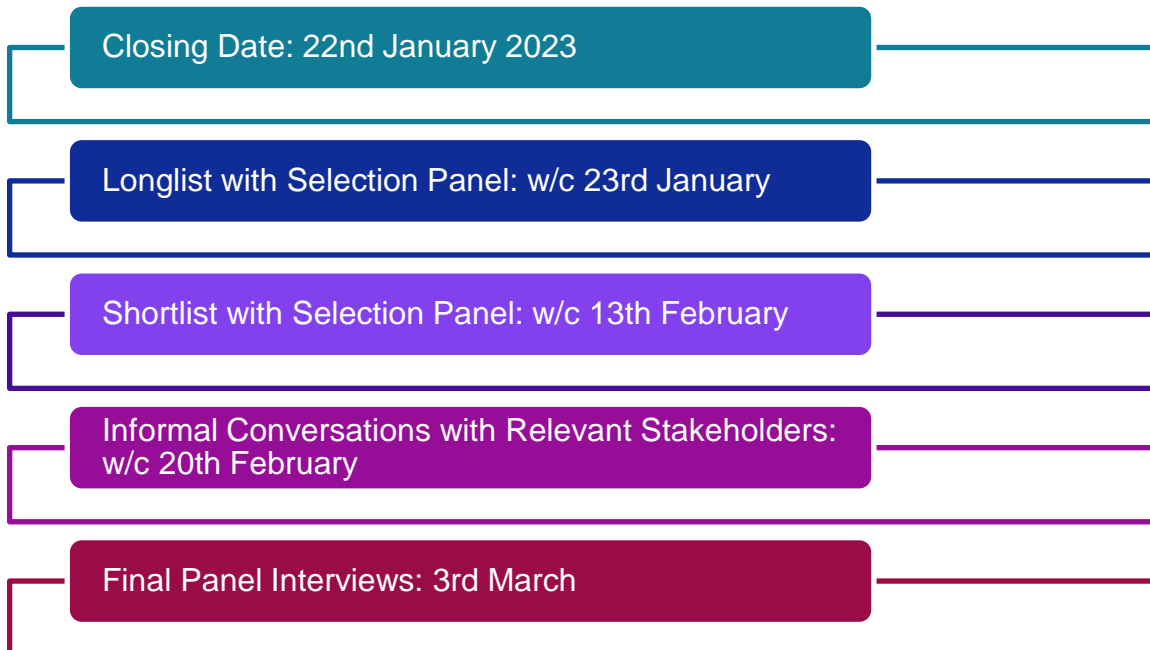 Closing Date: 22nd January 2023
Longlist with Selection Panel: w/c 23rd January
Shortlist with Selection Panel: w/c 13th February
Informal Conversations with Relevant Stakeholders:
w/c 20th February
Final Panel Interviews: 3rd March